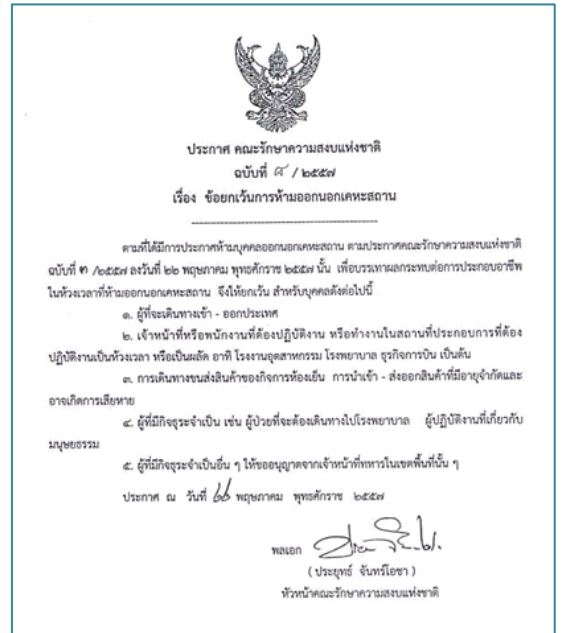 ประกาศ คณะรักษาความสงบแห่งชาติ
ฉบับที่ ๘ / ๒๕๕๗
เรื่อง ข้อยกเว้นการห้ามออกนอกเคหะสถาน
ตามที่ได้มีการประกาศห้ามบุคคลออกนอกเคหะสถาน ตามประกาศคณะรักษาความสงบแห่งชาติ
ฉบับที่ ๓ /๒๕๕๗ ลงวันที่ ๒๒ พฤษภาคม พุทธศักราช ๒๕๕๗ นั้น เพื่อบรรเทาผลกระทบต่อการประกอบอาชีพ
ในห้วงเวลาที่ห้ามออกนอกเคหะสถาน จึงให้ยกเว้น สำหรับบุคคลดังต่อไปนี้
๑. ผู้ที่จะเดินทางเข้า - ออกประเทศ
๒. เจ้าหน้าที่หรือพนักงานที่ต้องปฏิบัติงาน หรือทำงานในสถานที่ประกอบการที่ต้อง
ปฏิบัติงานเป็นห้วงเวลา หรือเป็นผลัด อาทิ โรงงานอุตสาหกรรม โรงพยาบาล ธุรกิจการบิน เป็นต้น
๓. การเดินทางขนส่งสินค้าของกิจการห้องเย็น การนำเข้า - ส่งออกสินค้าที่มีอายุจำกัดและ
อาจเกิดการเสียหาย
๔. ผู้ที่มีกิจธุระจำเป็น เช่น ผู้ป่วยที่จะต้องเดินทางไปโรงพยาบาล ผู้ปฏิบัติงานที่เกี่ยวกับ
มนุษยธรรม
๕. ผู้ที่มีกิจธุระจำเป็นอื่น ๆ ให้ขออนุญาตจากเจ้าหน้าที่ทหารในเขตพื้นที่นั้น ๆ
ประกาศ ณ วันที่ ๒๒ พฤษภาคม พุทธศักราช ๒๕๕๗
พลเอก
( ประยุทธ์ จันทร์โอชา )
หัวหน้าคณะรักษาความสงบแห่งชาติ